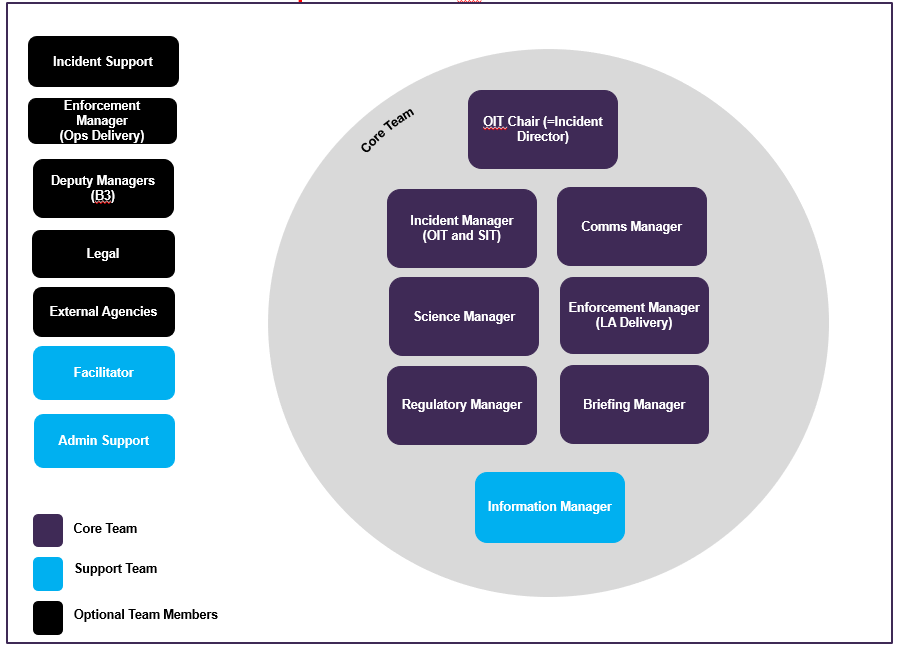 Incident Support
Enforcement
Manager
(Ops Delivery)
Deputy Managers
(B3)
Legal
External Agencies
Facilitator
Admin Support
Core Team
Support Team
Optional Team Members
Core Team
OIT Chair (=Incident
Director)
Incident Manager
(OIT and SIT)
Comms Manager
Science Manager
Enforcement Manager
(LA Delivery)
Regulatory Manager
Briefing Manager
Information Manager